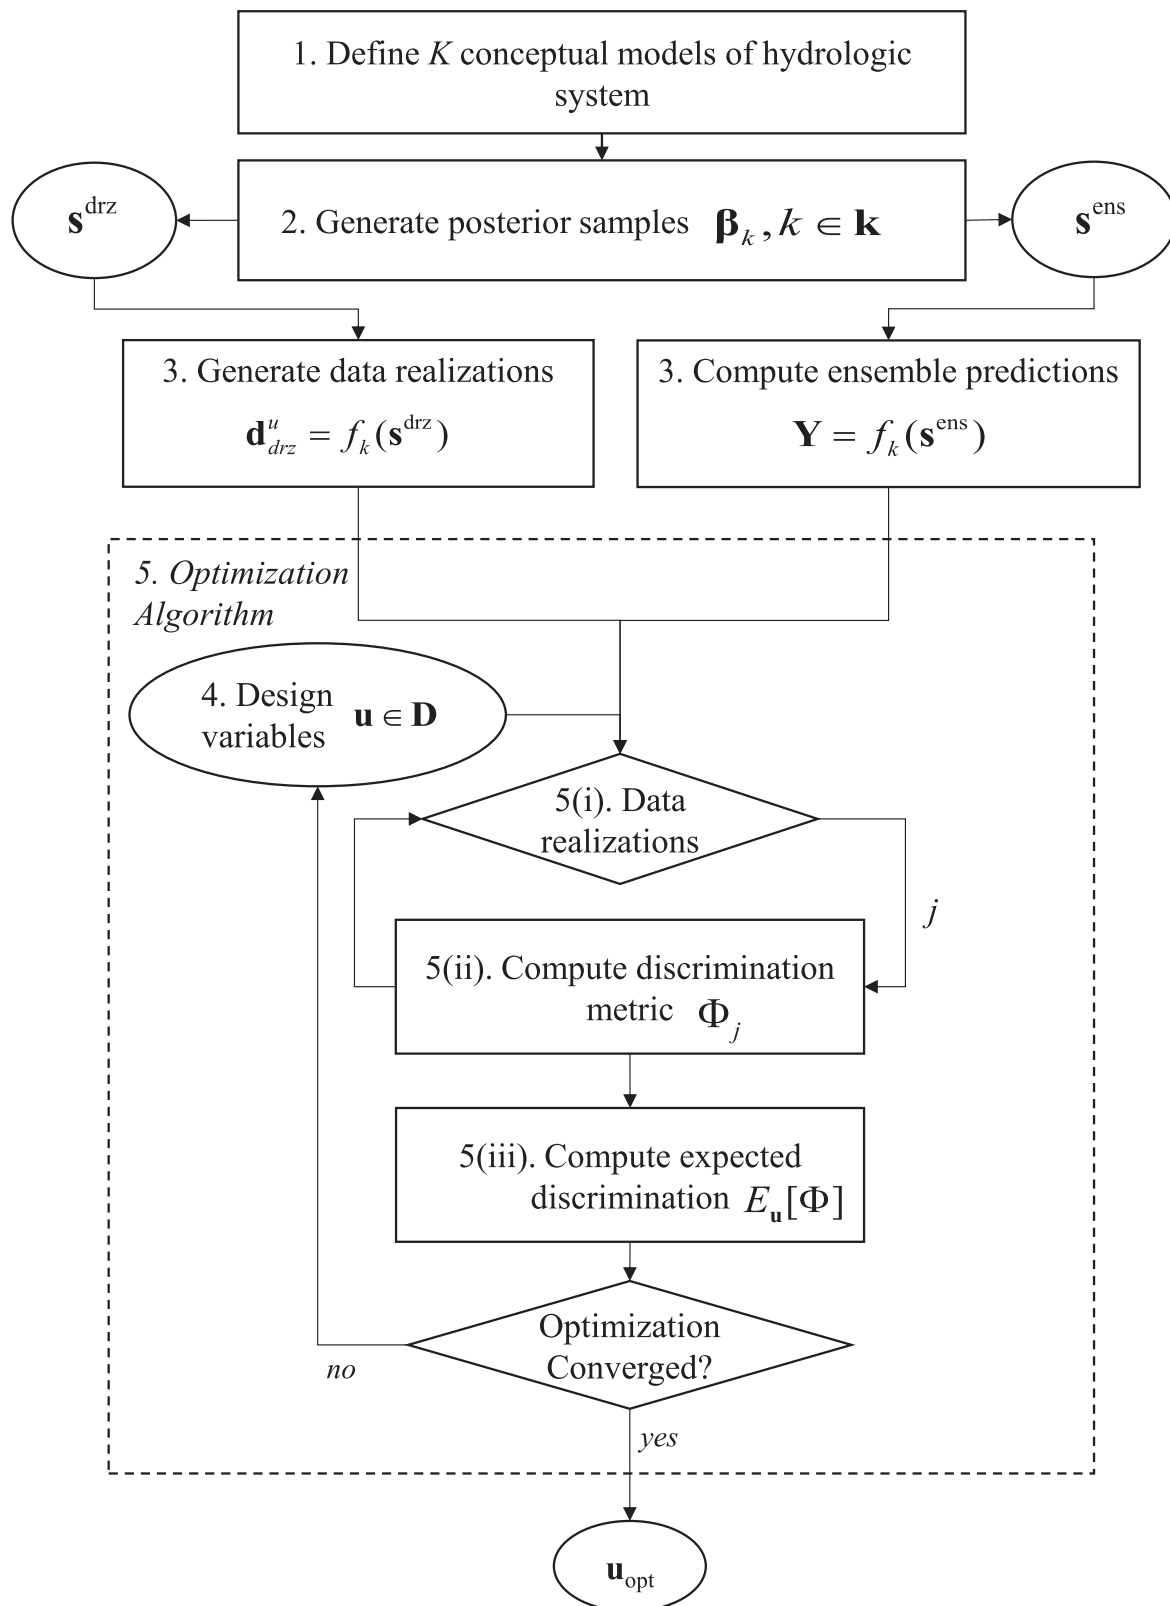 1. Define K conceptual models of hydrologic
system
s^drz
2. Generate posterior samples β_k, k ∈ k
s^ens
3. Generate data realizations
d^u_drz = f_k(s^drz)
3. Compute ensemble predictions
Y = f_k(s^ens)
5. Optimization
Algorithm
4. Design
variables
u ∈ D
5(i). Data
realizations
j
5(ii). Compute discrimination
metric Φ_j
5(iii). Compute expected
discrimination E_u[Φ]
Optimization
Converged?
no
yes
u_opt